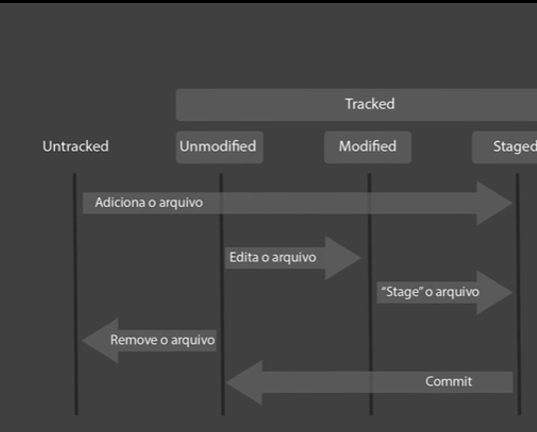 Tracked
Untracked
Unmodified
Modified
Staged
Adiciona o arquivo
Edita o arquivo
“Stage” o arquivo
Remove o arquivo
Commit